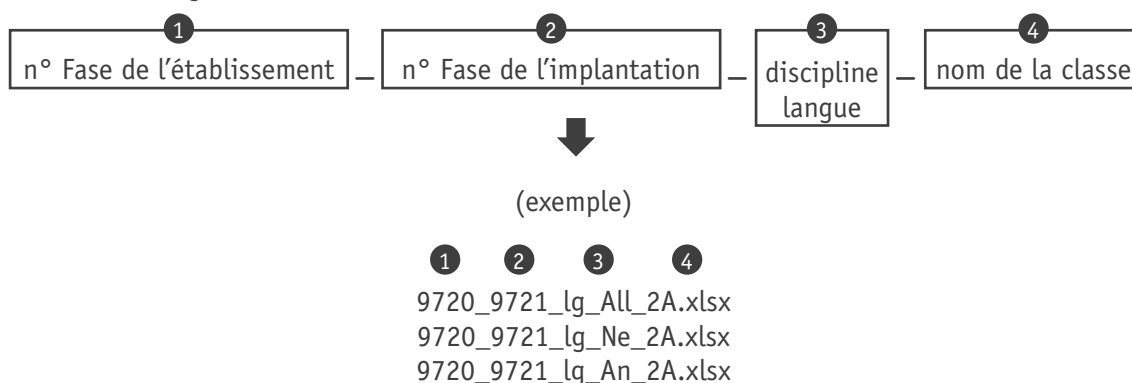 1 2 3 4
n° Fase de l'établissement _ n° Fase de l'implantation _ discipline langue _ nom de la classe
(exemple)
1 2 3 4
9720_9721_lg_All_2A.xlsx
9720_9721_lg_Ne_2A.xlsx
9720_9721_lg_An_2A.xlsx